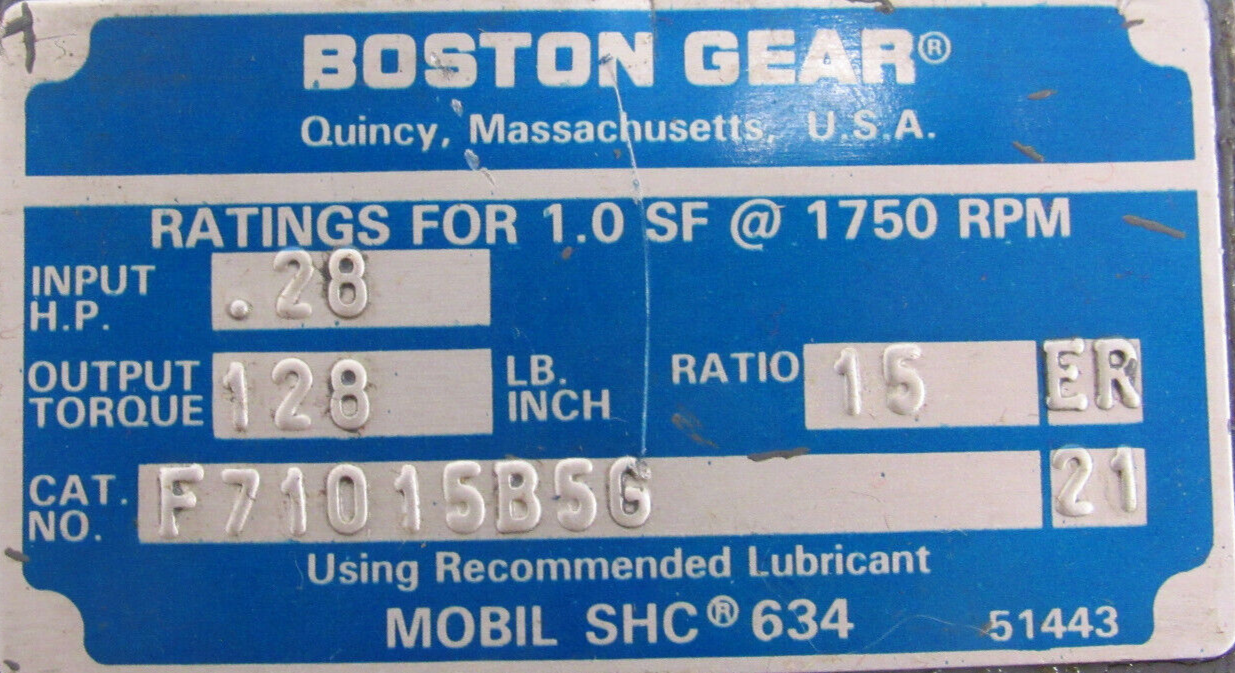 BOSTON GEAR®
Quincy, Massachusetts, U.S.A.
RATINGS FOR 1.0 SF @ 1750 RPM
INPUT H.P. .28
OUTPUT TORQUE 128 LB. INCH RATIO 15 ER
CAT. NO. F71015B5G 21
Using Recommended Lubricant
MOBIL SHC® 634 51443